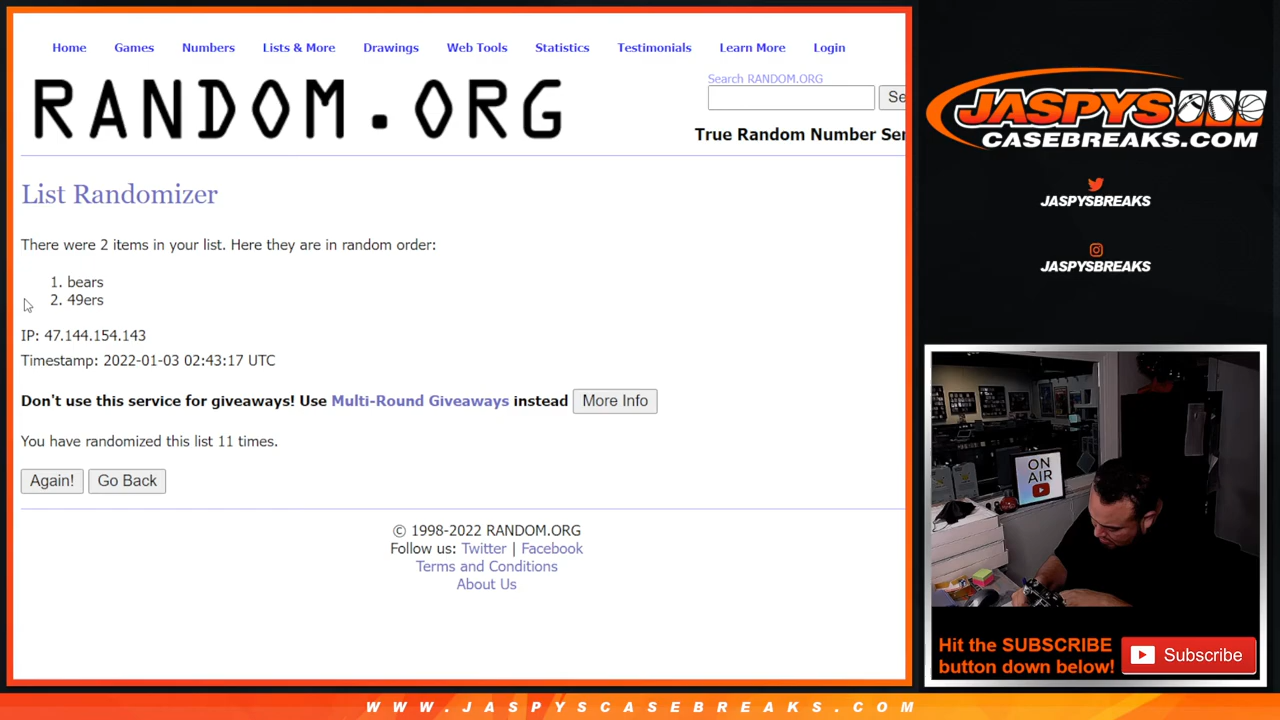 Home Games Numbers Lists & More Drawings Web Tools Statistics Testimonials Learn More Login
RANDOM.ORG
Search RANDOM.ORG
Se
True Random Number Ser
List Randomizer
There were 2 items in your list. Here they are in random order:
1. bears
2. 49ers
IP: 47.144.154.143
Timestamp: 2022-01-03 02:43:17 UTC
Don't use this service for giveaways! Use Multi-Round Giveaways instead More Info
You have randomized this list 11 times.
Again! Go Back
© 1998-2022 RANDOM.ORG
Follow us: Twitter | Facebook
Terms and Conditions
About Us
JASPYS
CASEBREAKS.COM
JASPYSBREAKS
JASPYSBREAKS
ON
AIR
Hit the SUBSCRIBE
button down below!
Subscribe
WWW.JASPYSCASEBREAKS.COM